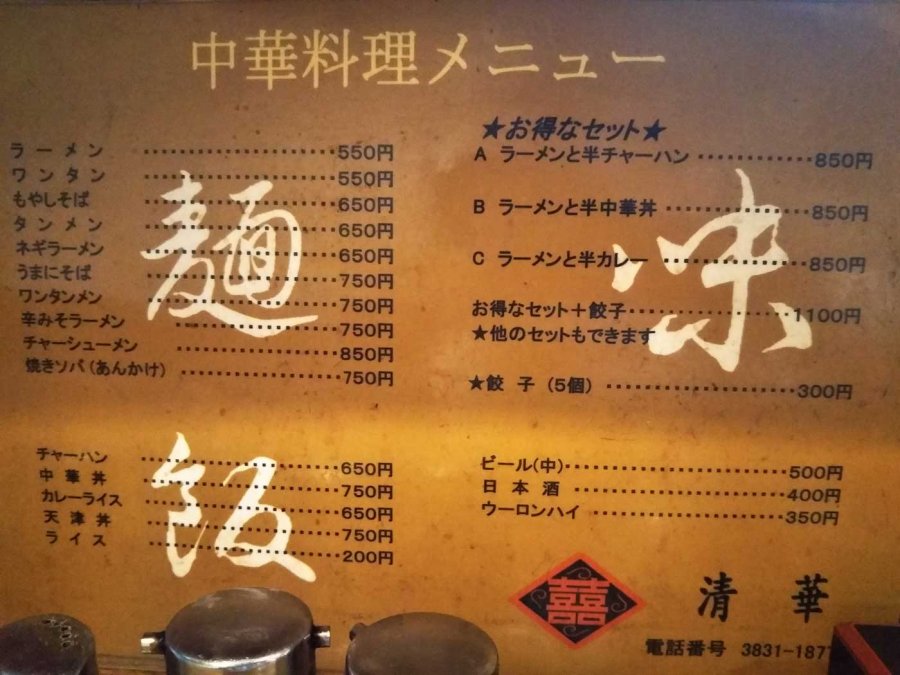 中華料理メニュー
ラーメン ・・・・・・・・・・ 550円
ワンタン ・・・・・・・・・・ 550円
もやしそば ・・・・・・・・・・ 650円
タンメン ・・・・・・・・・・ 650円
ネギラーメン ・・・・・・・・・・ 650円
うまにそば ・・・・・・・・・・ 750円
ワンタンメン ・・・・・・・・・・ 750円
辛みそラーメン ・・・・・・・・・・ 750円
チャーシューメン ・・・・・・・・・・ 850円
焼きソバ(あんかけ) ・・・・・・・・・・ 750円
麺
チャーハン ・・・・・・・・・・ 650円
中華丼 ・・・・・・・・・・ 750円
カレーライス ・・・・・・・・・・ 650円
天津丼 ・・・・・・・・・・ 750円
ライス ・・・・・・・・・・ 200円
飯
★お得なセット★
A ラーメンと半チャーハン ・・・・・・・・・・ 850円
B ラーメンと半中華丼 ・・・・・・・・・・ 850円
C ラーメンと半カレー ・・・・・・・・・・ 850円
お得なセット+餃子 ・・・・・・・・・・ 1100円
★他のセットもできます
味
★餃子(5個) ・・・・・・・・・・ 300円
ビール(中) ・・・・・・・・・・ 500円
日本酒 ・・・・・・・・・・ 400円
ウーロンハイ ・・・・・・・・・・ 350円
囍
清華
電話番号 3831-187